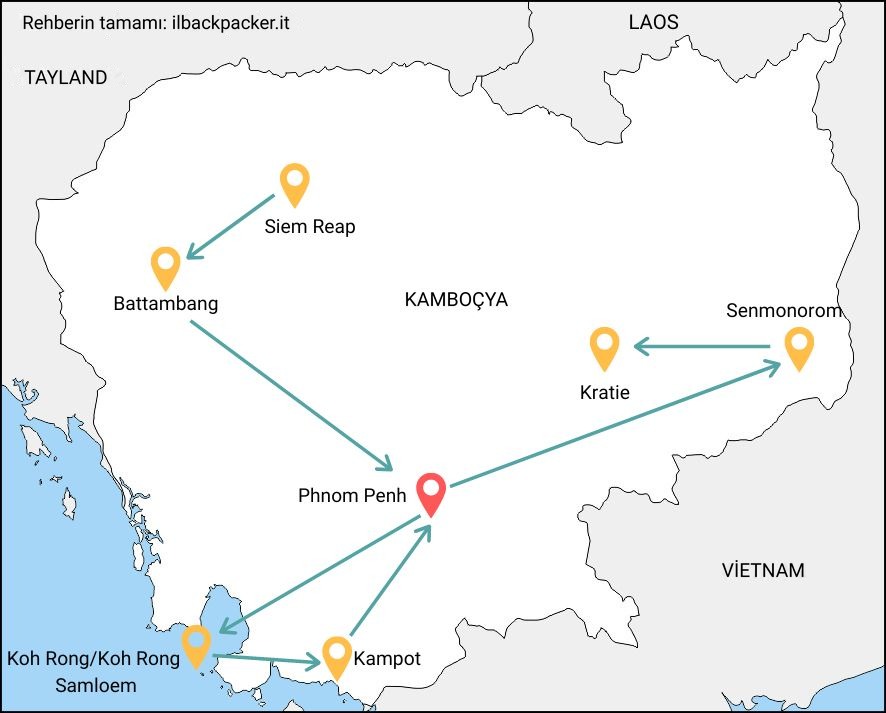 Rehberin tamamı: ilbackpacker.it
LAOS
TAYLAND
Siem Reap
Battambang
KAMBOÇYA
Senmonorom
Kratie
Phnom Penh
VİETNAM
Koh Rong/Koh Rong
Samloem
Kampot